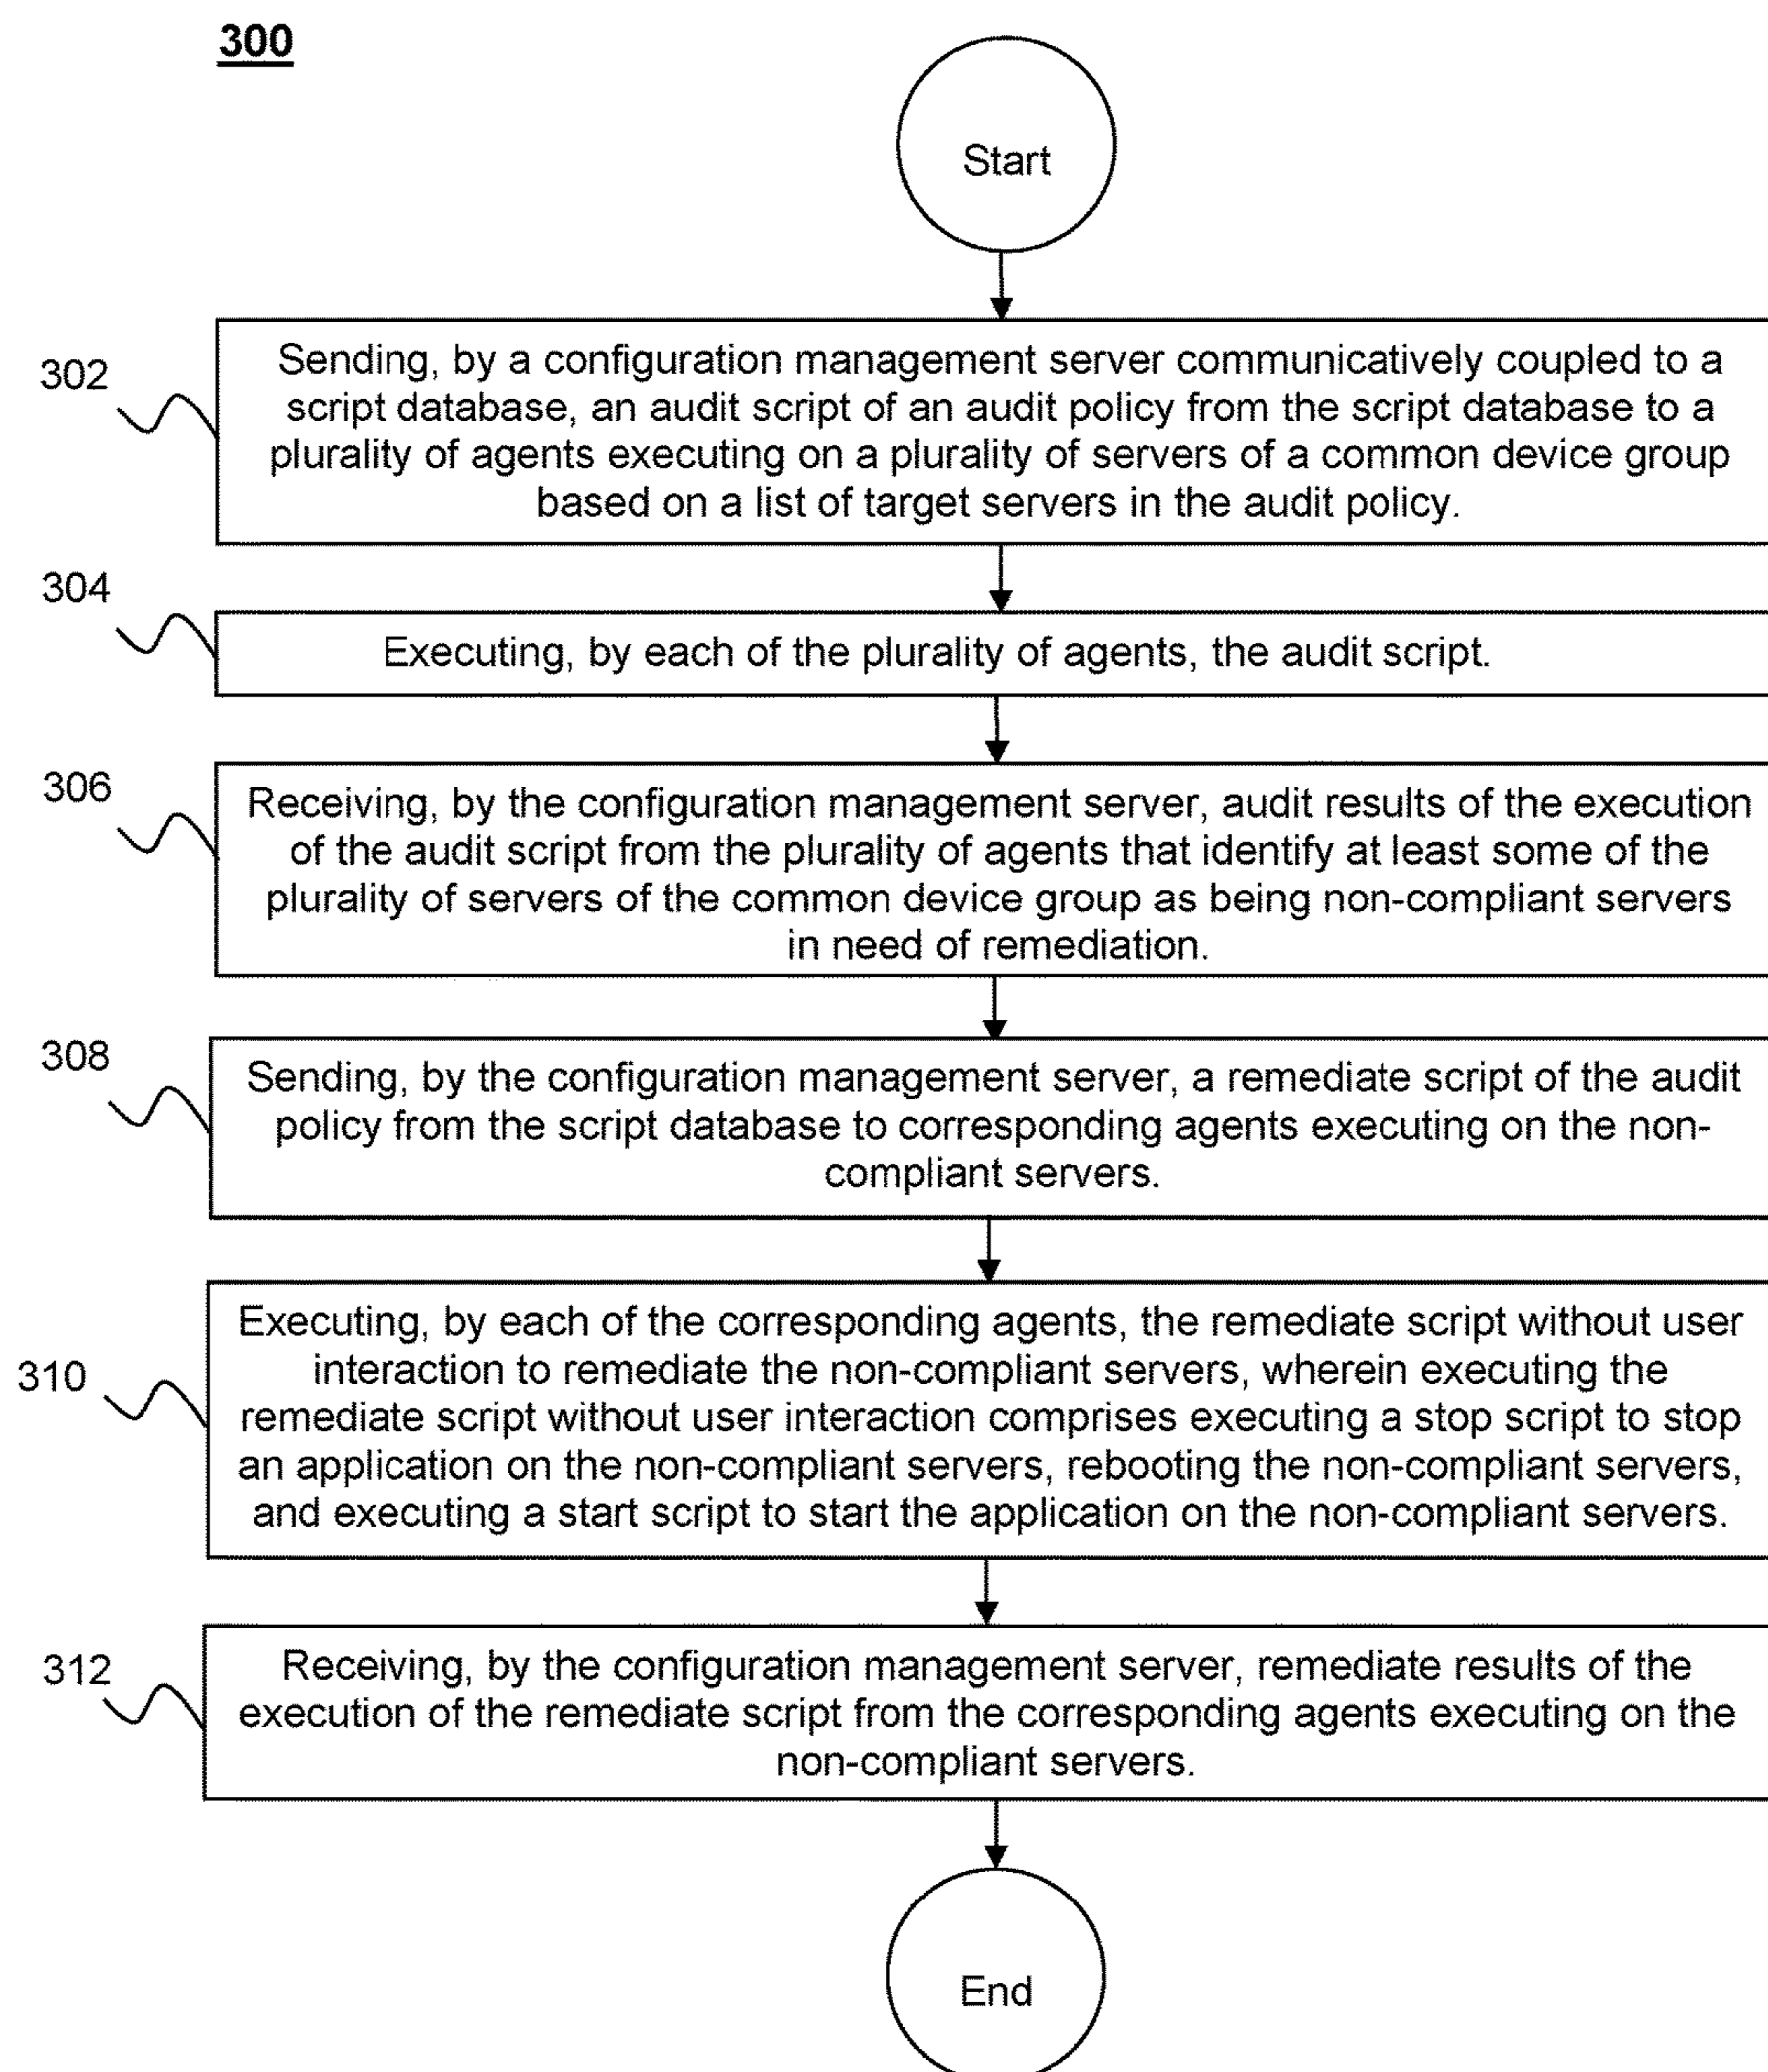 300
Start
302
Sending, by a configuration management server communicatively coupled to a
script database, an audit script of an audit policy from the script database to a
plurality of agents executing on a plurality of servers of a common device group
based on a list of target servers in the audit policy.
304
Executing, by each of the plurality of agents, the audit script.
306
Receiving, by the configuration management server, audit results of the execution
of the audit script from the plurality of agents that identify at least some of the
plurality of servers of the common device group as being non-compliant servers
in need of remediation.
308
Sending, by the configuration management server, a remediate script of the audit
policy from the script database to corresponding agents executing on the non-
compliant servers.
310
Executing, by each of the corresponding agents, the remediate script without user
interaction to remediate the non-compliant servers, wherein executing the
remediate script without user interaction comprises executing a stop script to stop
an application on the non-compliant servers, rebooting the non-compliant servers,
and executing a start script to start the application on the non-compliant servers.
312
Receiving, by the configuration management server, remediate results of the
execution of the remediate script from the corresponding agents executing on the
non-compliant servers.
End